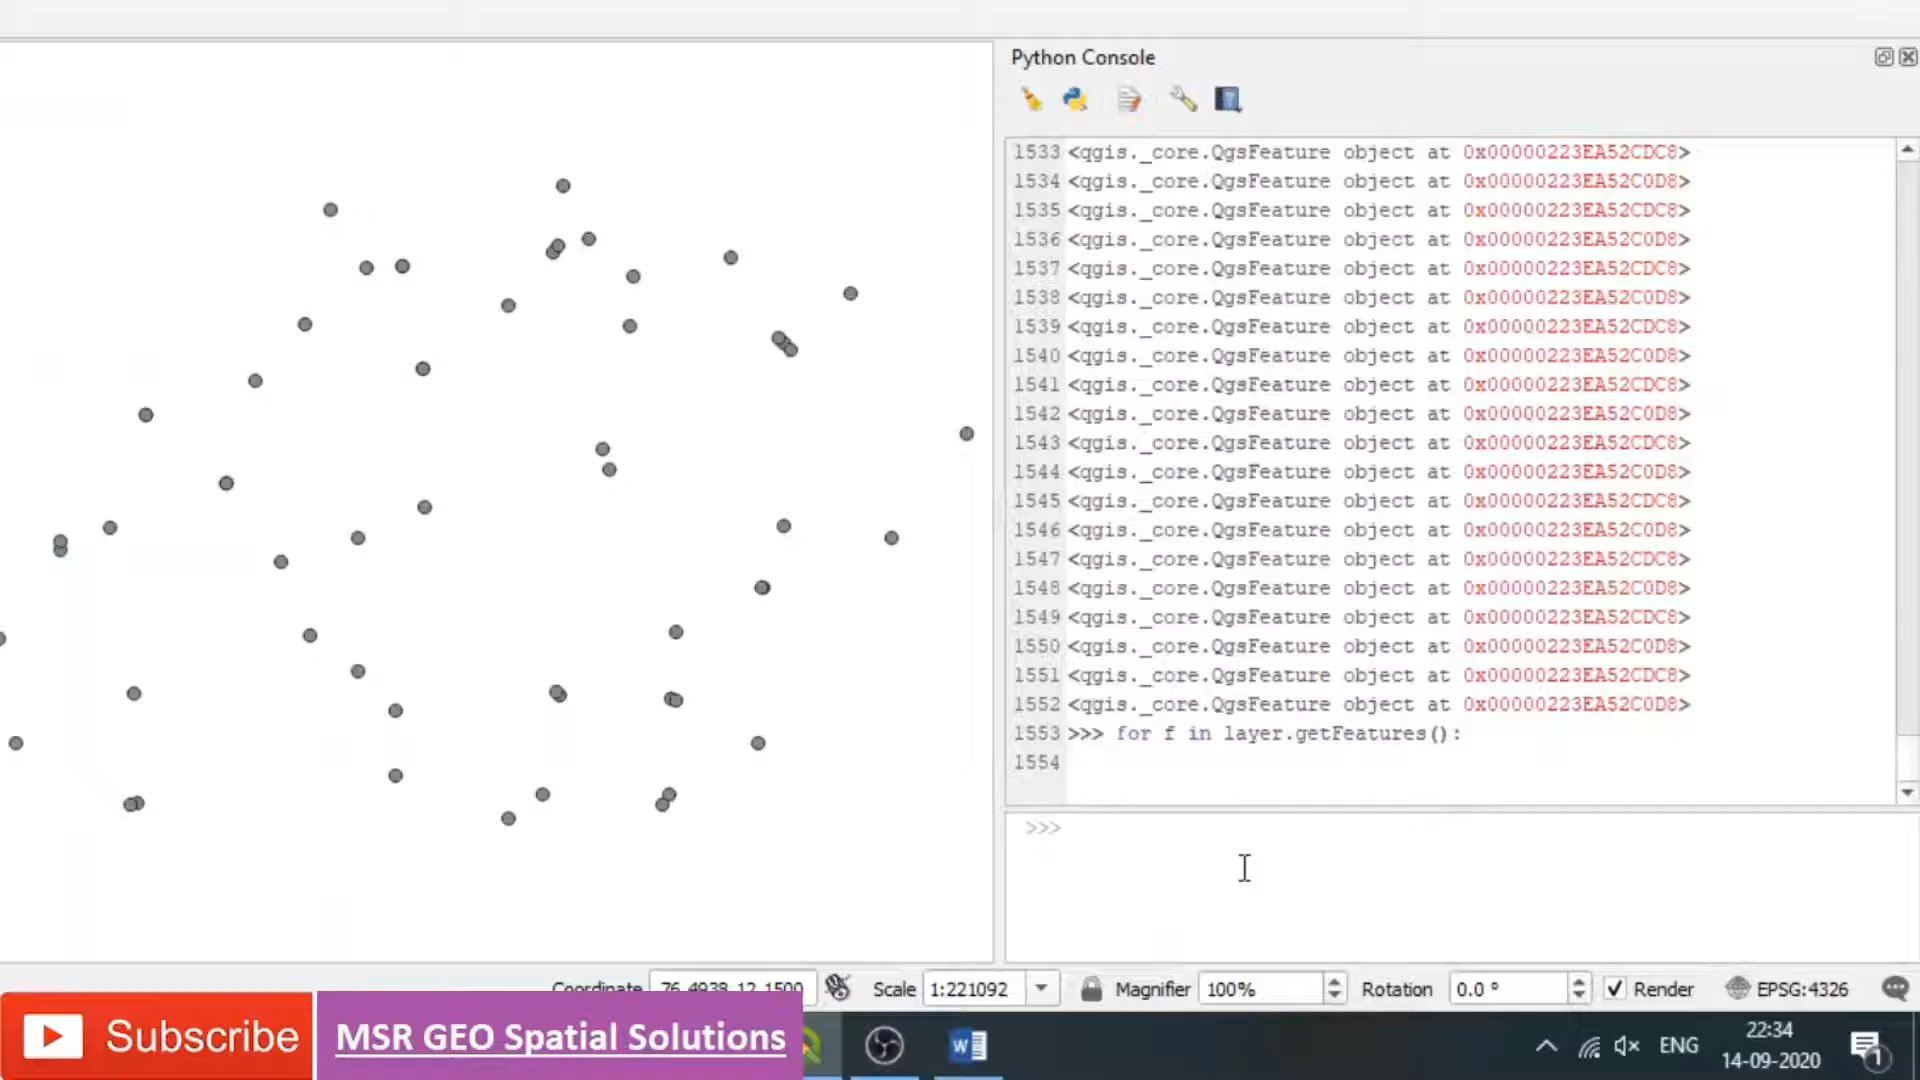 Python Console
1533 <qgis._core.QgsFeature object at 0x00000223EA52CDC8>
1534 <qgis._core.QgsFeature object at 0x00000223EA52C0D8>
1535 <qgis._core.QgsFeature object at 0x00000223EA52CDC8>
1536 <qgis._core.QgsFeature object at 0x00000223EA52C0D8>
1537 <qgis._core.QgsFeature object at 0x00000223EA52CDC8>
1538 <qgis._core.QgsFeature object at 0x00000223EA52C0D8>
1539 <qgis._core.QgsFeature object at 0x00000223EA52CDC8>
1540 <qgis._core.QgsFeature object at 0x00000223EA52C0D8>
1541 <qgis._core.QgsFeature object at 0x00000223EA52CDC8>
1542 <qgis._core.QgsFeature object at 0x00000223EA52C0D8>
1543 <qgis._core.QgsFeature object at 0x00000223EA52CDC8>
1544 <qgis._core.QgsFeature object at 0x00000223EA52C0D8>
1545 <qgis._core.QgsFeature object at 0x00000223EA52CDC8>
1546 <qgis._core.QgsFeature object at 0x00000223EA52C0D8>
1547 <qgis._core.QgsFeature object at 0x00000223EA52CDC8>
1548 <qgis._core.QgsFeature object at 0x00000223EA52C0D8>
1549 <qgis._core.QgsFeature object at 0x00000223EA52CDC8>
1550 <qgis._core.QgsFeature object at 0x00000223EA52C0D8>
1551 <qgis._core.QgsFeature object at 0x00000223EA52CDC8>
1552 <qgis._core.QgsFeature object at 0x00000223EA52C0D8>
1553 >>> for f in layer.getFeatures():
1554
>>>
Coordinate 76.4938,12.1500 Scale 1:221092 Magnifier 100% Rotation 0.0 ° Render EPSG:4326
Subscribe
MSR GEO Spatial Solutions
W
ENG
22:34
14-09-2020
1